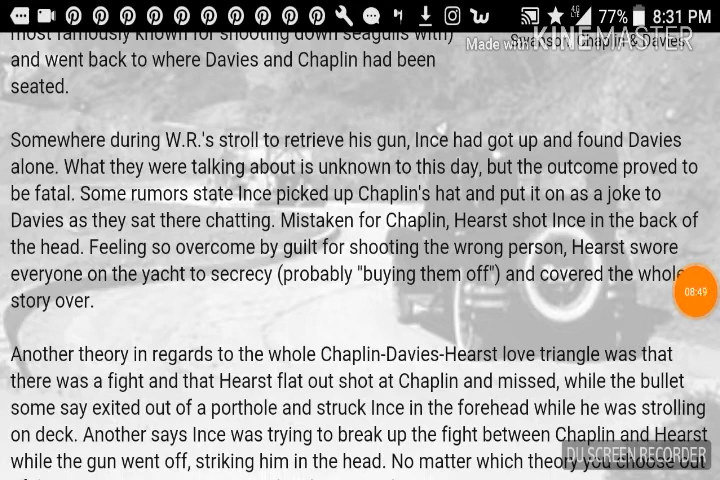 77% 8:31 PM
most famously known for shooting down seagulls with)
Swanson, Chaplin & Davies
Made with KINEMASTER
and went back to where Davies and Chaplin had been
seated.
Somewhere during W.R.'s stroll to retrieve his gun, Ince had got up and found Davies
alone. What they were talking about is unknown to this day, but the outcome proved to
be fatal. Some rumors state Ince picked up Chaplin's hat and put it on as a joke to
Davies as they sat there chatting. Mistaken for Chaplin, Hearst shot Ince in the back of
the head. Feeling so overcome by guilt for shooting the wrong person, Hearst swore
everyone on the yacht to secrecy (probably "buying them off") and covered the whole
story over.
08:49
Another theory in regards to the whole Chaplin-Davies-Hearst love triangle was that
there was a fight and that Hearst flat out shot at Chaplin and missed, while the bullet
some say exited out of a porthole and struck Ince in the forehead while he was strolling
on deck. Another says Ince was trying to break up the fight between Chaplin and Hearst
while the gun went off, striking him in the head. No matter which theory you choose out
DU SCREEN RECORDER